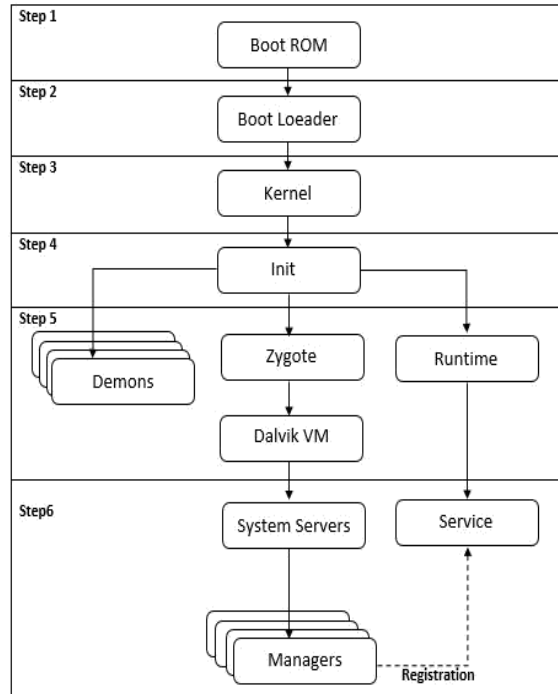 Step 1
Boot ROM
Step 2
Boot Loeader
Step 3
Kernel
Step 4
Init
Step 5
Demons
Zygote
Runtime
Dalvik VM
Step6
System Servers
Service
Managers
Registration